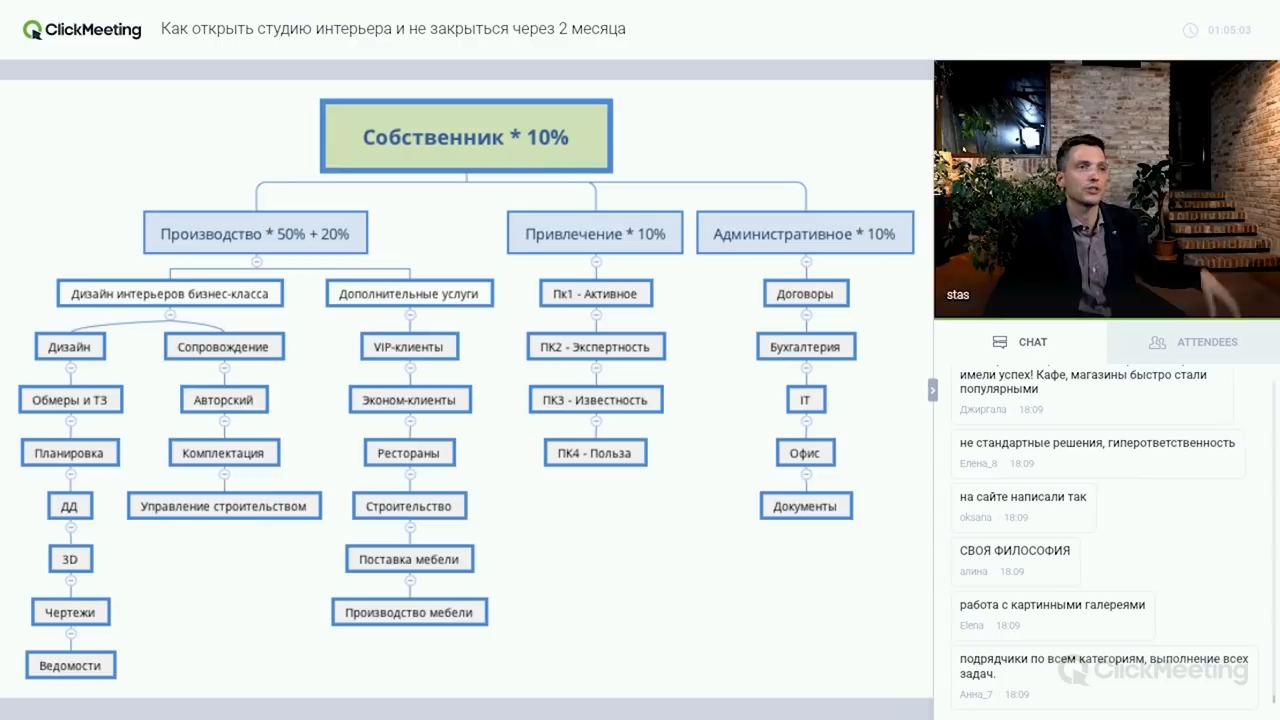 ClickMeeting
Как открыть студию интерьера и не закрыться через 2 месяца
01:05:03
Собственник * 10%
Производство * 50% + 20%
Привлечение * 10%
Административное * 10%
Дизайн интерьеров бизнес-класса
Дополнительные услуги
Пк1 - Активное
Договоры
Дизайн
Сопровождение
VIP-клиенты
ПК2 - Экспертность
Бухгалтерия
Обмеры и ТЗ
Авторский
Эконом-клиенты
ПК3 - Известность
IT
Планировка
Комплектация
Рестораны
ПК4 - Польза
Офис
ДД
Управление строительством
Строительство
Документы
3D
Поставка мебели
Чертежи
Производство мебели
Ведомости
stas
CHAT
ATTENDEES
имели успех! Кафе, магазины быстро стали
популярными
Джиргала 18:09
не стандартные решения, гиперответственность
Елена_8 18:09
на сайте написали так
oksana 18:09
СВОЯ ФИЛОСОФИЯ
алина 18:09
работа с картинными галереями
Elena 18:09
подрядчики по всем категориям, выполнение всех
задач.
Анна_7 18:09
ClickMeeting